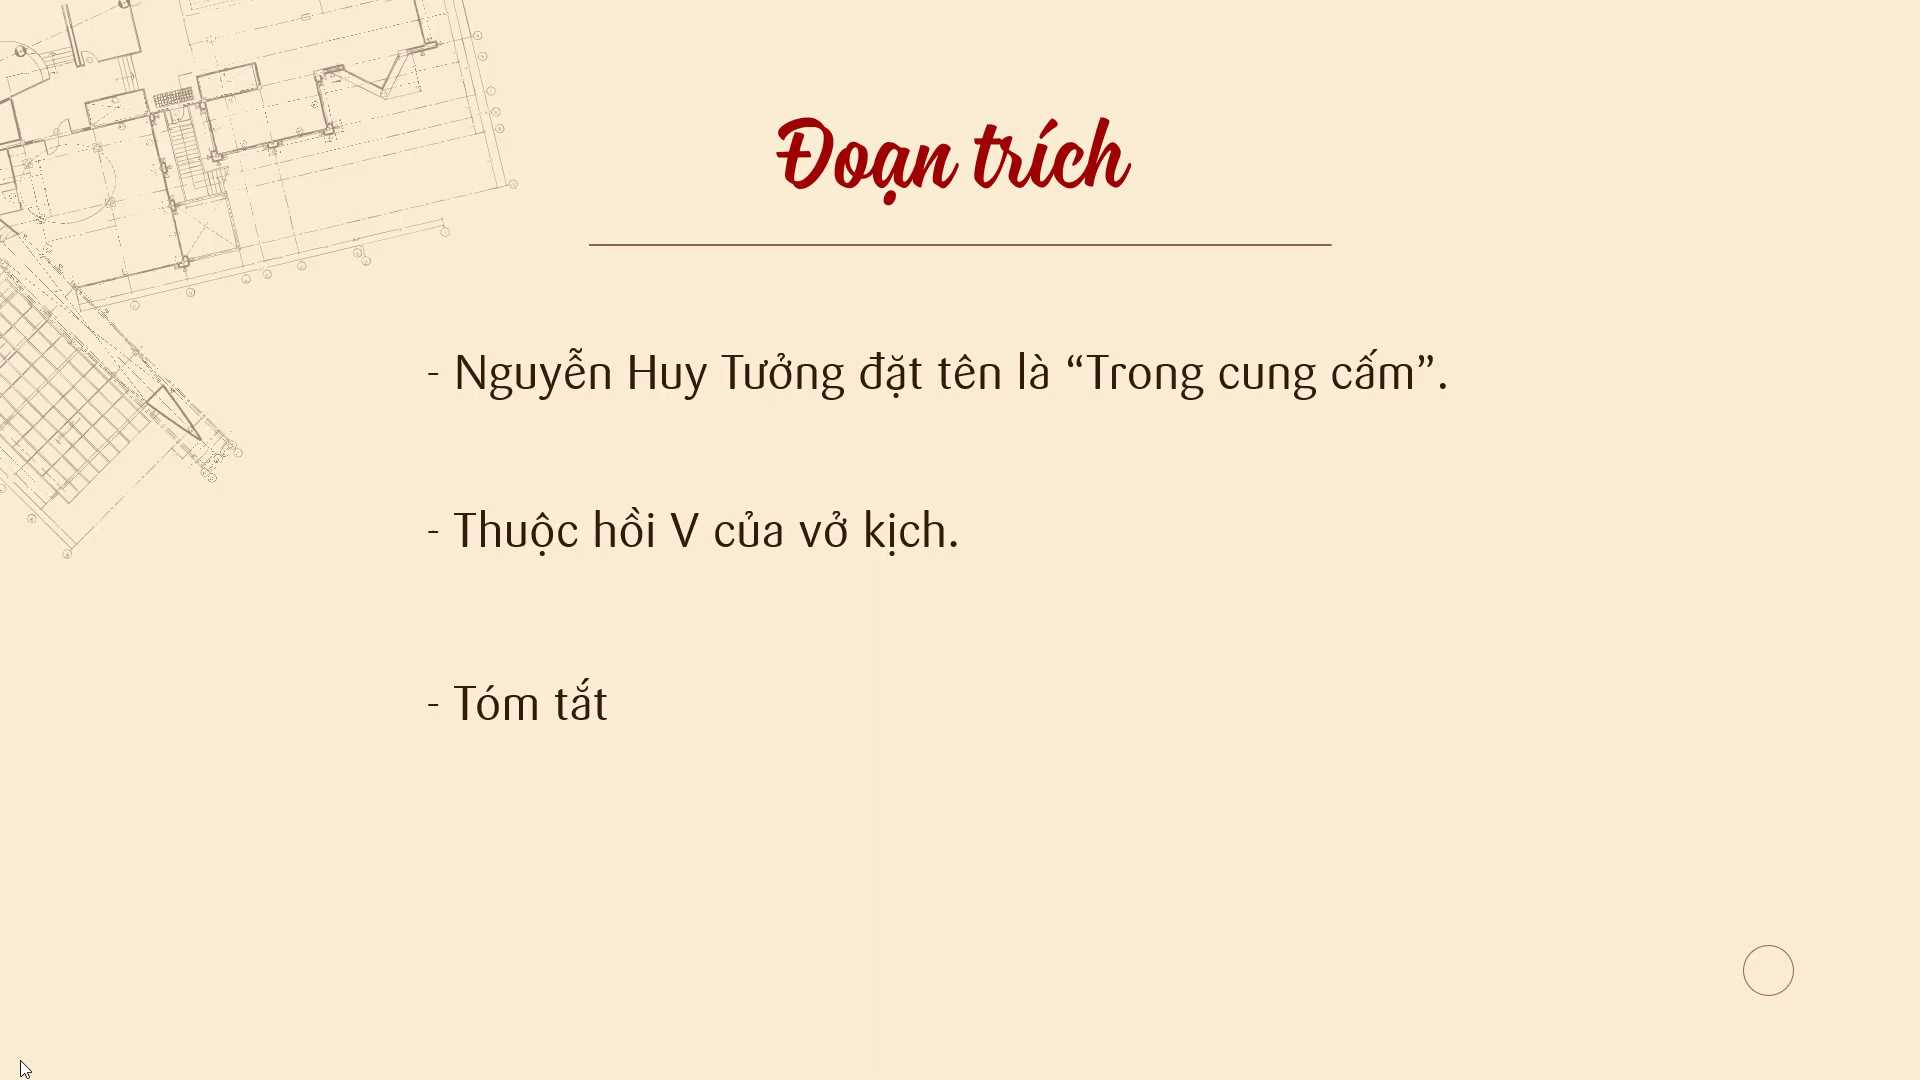 Đoạn trích
- Nguyễn Huy Tưởng đặt tên là “Trong cung cấm”.
- Thuộc hồi V của vở kịch.
- Tóm tắt